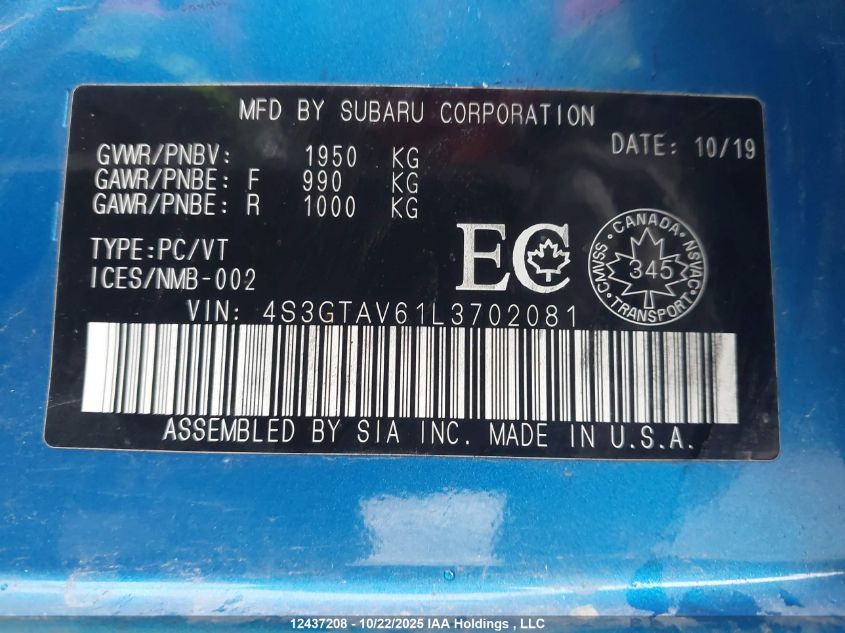 MFD BY SUBARU CORPORATION
DATE: 10/19
GVWR/PNBV: 1950 KG
GAWR/PNBE: F 990 KG
GAWR/PNBE: R 1000 KG
TYPE:PC/VT
ICES/NMB-002
EC
CANADA
CMVSS 345 NSVAC
TRANSPORT
VIN: 4S3GTAV61L3702081
ASSEMBLED BY SIA INC. MADE IN U.S.A.
12437208 - 10/22/2025 IAA Holdings , LLC